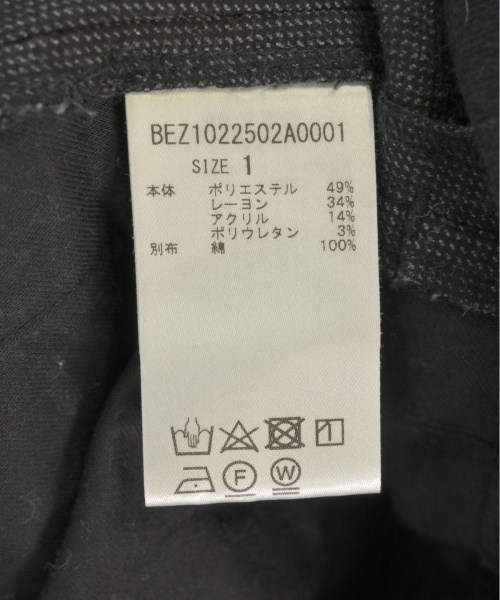 BEZ1022502A0001
SIZE 1
本体 ポリエステル 49%
レーヨン 34%
アクリル 14%
ポリウレタン 3%
別布 綿 100%
F W